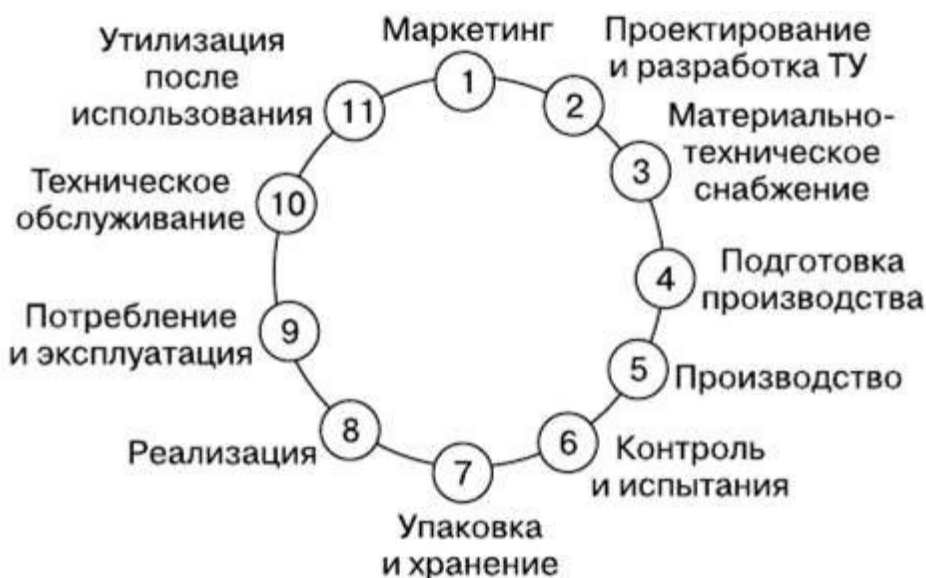 Маркетинг
1
Проектирование
и разработка ТУ
2
Материально-
техническое
снабжение
3
Подготовка
производства
4
Производство
5
Контроль
и испытания
6
Упаковка
и хранение
7
Реализация
8
Потребление
и эксплуатация
9
Техническое
обслуживание
10
Утилизация
после
использования
11